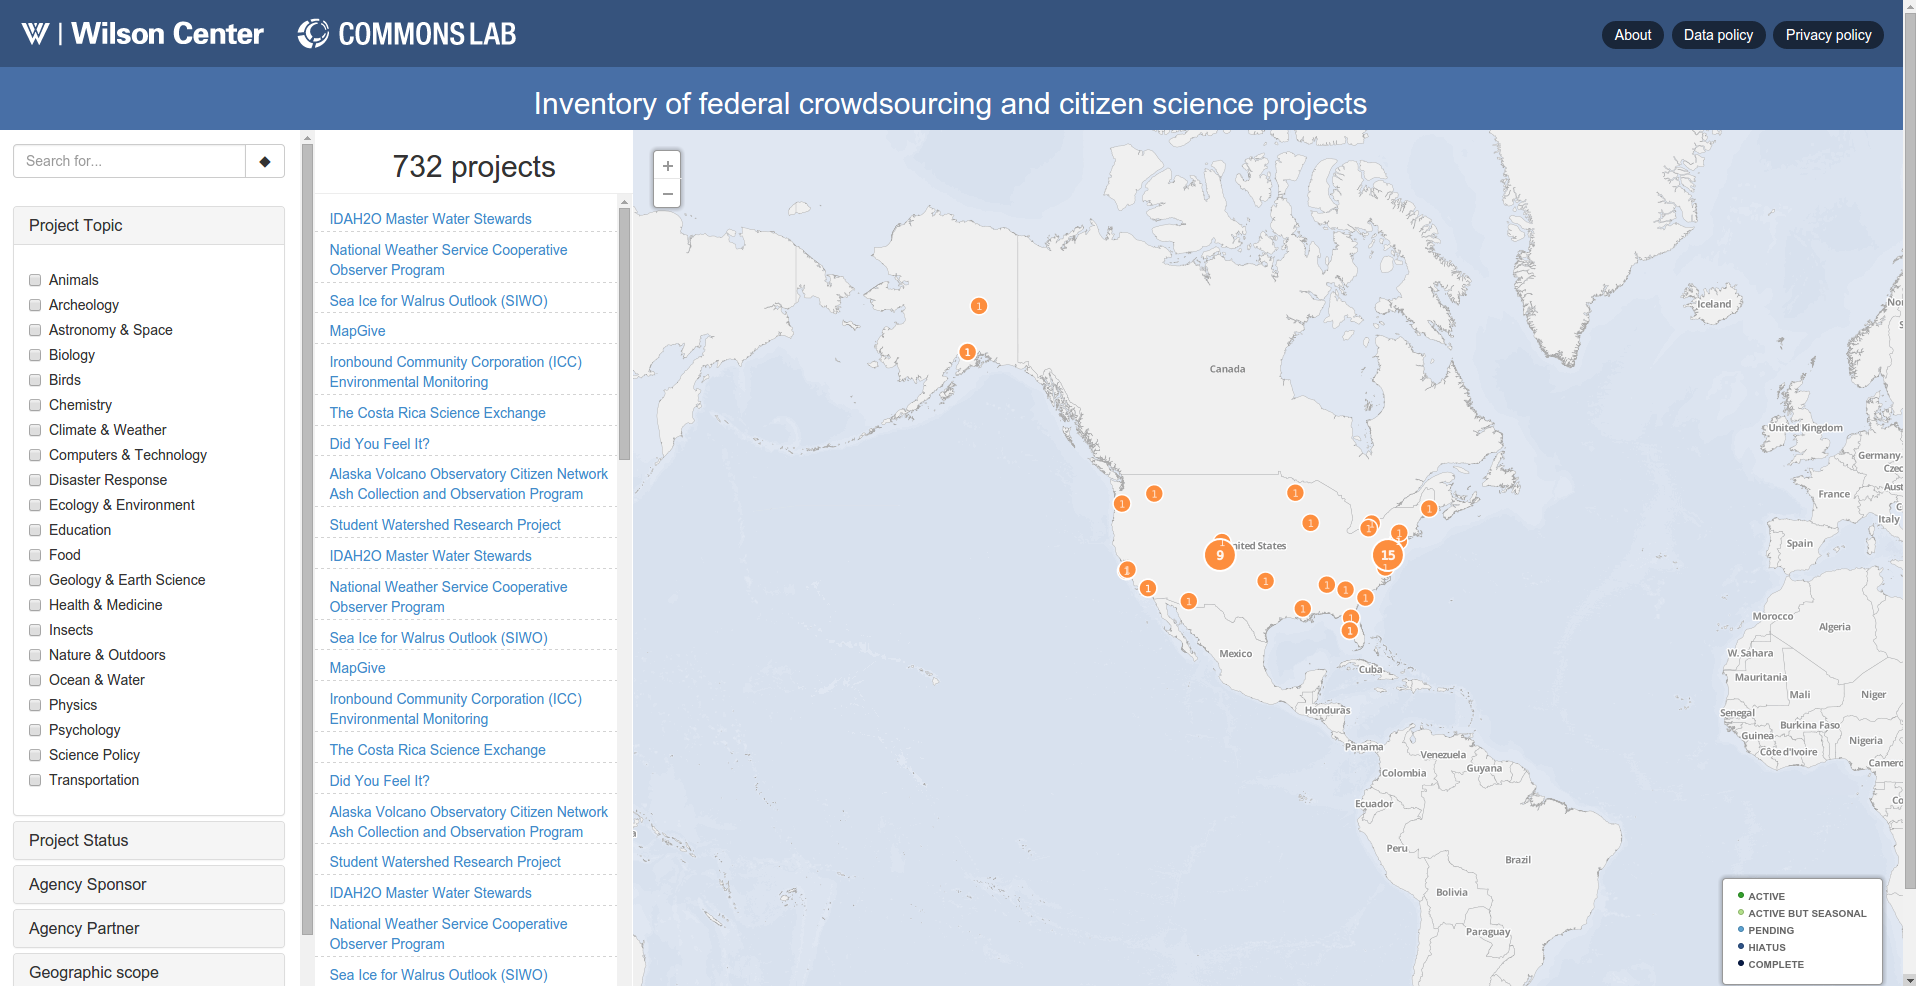 W | Wilson Center COMMONS LAB
About Data policy Privacy policy
Inventory of federal crowdsourcing and citizen science projects
Search for...
Project Topic
Animals
Archeology
Astronomy & Space
Biology
Birds
Chemistry
Climate & Weather
Computers & Technology
Disaster Response
Ecology & Environment
Education
Food
Geology & Earth Science
Health & Medicine
Insects
Nature & Outdoors
Ocean & Water
Physics
Psychology
Science Policy
Transportation
Project Status
Agency Sponsor
Agency Partner
Geographic scope
732 projects
IDAH2O Master Water Stewards
National Weather Service Cooperative
Observer Program
Sea Ice for Walrus Outlook (SIWO)
MapGive
Ironbound Community Corporation (ICC)
Environmental Monitoring
The Costa Rica Science Exchange
Did You Feel It?
Alaska Volcano Observatory Citizen Network
Ash Collection and Observation Program
Student Watershed Research Project
IDAH2O Master Water Stewards
National Weather Service Cooperative
Observer Program
Sea Ice for Walrus Outlook (SIWO)
MapGive
Ironbound Community Corporation (ICC)
Environmental Monitoring
The Costa Rica Science Exchange
Did You Feel It?
Alaska Volcano Observatory Citizen Network
Ash Collection and Observation Program
Student Watershed Research Project
IDAH2O Master Water Stewards
National Weather Service Cooperative
Observer Program
Sea Ice for Walrus Outlook (SIWO)
+
−
1
1
Iceland
No
Canada
United Kingdom
Germany
Czec
France
Aust
Italy
Spain
1
1
1
1
1
1
1
1
1
9
nited States
15
1
1
1
1
1
1
1
1
1
1
1
1
Mexico
Cuba
Honduras
Panama
Venezuela
Guyana
Colombia
Ecuador
Peru
Brazil
Bolivia
Paraguay
Morocco
Algeria
W. Sahara
Mauritania
Mali
Niger
Senegal
Burkina Faso
Guinea
Nigeria
Côte d'Ivoire
Camero
Co
ACTIVE
ACTIVE BUT SEASONAL
PENDING
HIATUS
COMPLETE